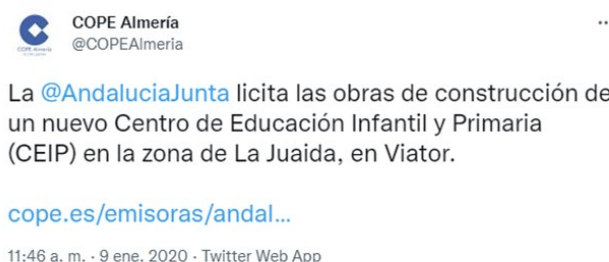 COPE Almería
@COPEAlmeria
La @AndaluciaJunta licita las obras de construcción de
un nuevo Centro de Educación Infantil y Primaria
(CEIP) en la zona de La Juaida, en Viator.
cope.es/emisoras/andal...
11:46 a. m. · 9 ene. 2020 · Twitter Web App